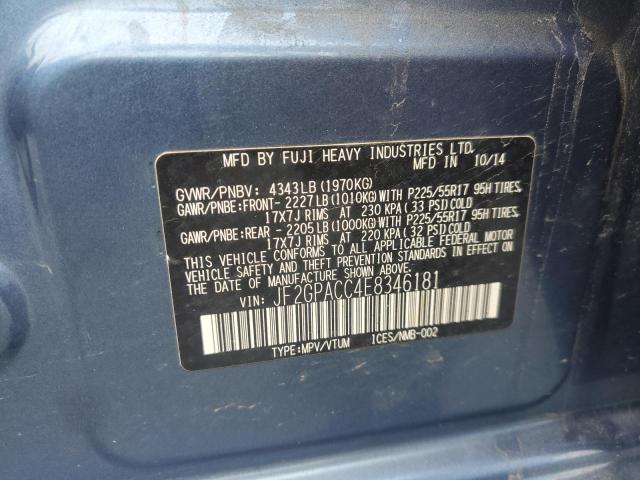 MFD BY FUJI HEAVY INDUSTRIES LTD.
MFD IN 10/14
GVWR/PNBV: 4343LB (1970KG)
GAWR/PNBE:FRONT- 2227LB (1010KG) WITH P225/55R17 95H TIRES,
17X7J RIMS AT 230 KPA (33 PSI) COLD
GAWR/PNBE:REAR - 2205LB (1000KG) WITH P225/55R17 95H TIRES,
17X7J RIMS AT 220 KPA (32 PSI) COLD
THIS VEHICLE CONFORMS TO ALL APPLICABLE FEDERAL MOTOR
VEHICLE SAFETY AND THEFT PREVENTION STANDARDS IN EFFECT ON
THE DATE OF MANUFACTURE SHOWN ABOVE.
VIN: JF2GPACC4E8346181
TYPE:MPV/VTUM ICES/NMB-002